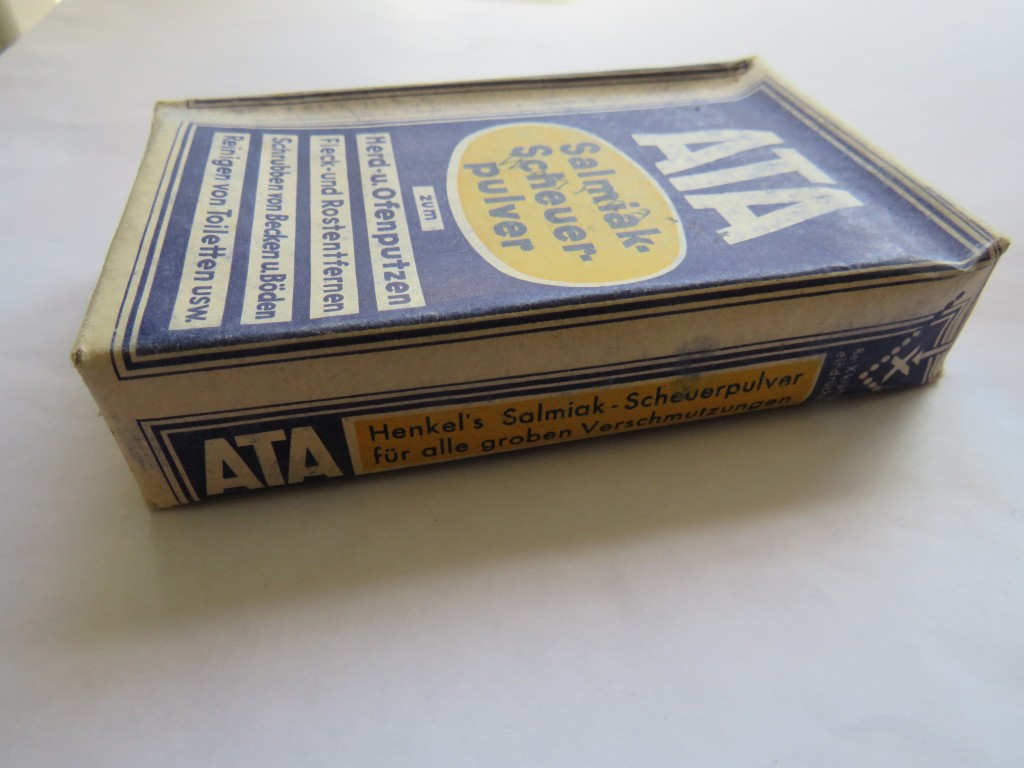 ATA
Salmiak-
Scheuer-
pulver
zum
Herd-u.Ofenputzen
Fleck-und Rostentfernen
Schrubben von Becken u.Böden
Reinigen von Toiletten usw.
ATA
Henkel's Salmiak-Scheuerpulver
für alle groben Verschmutzungen